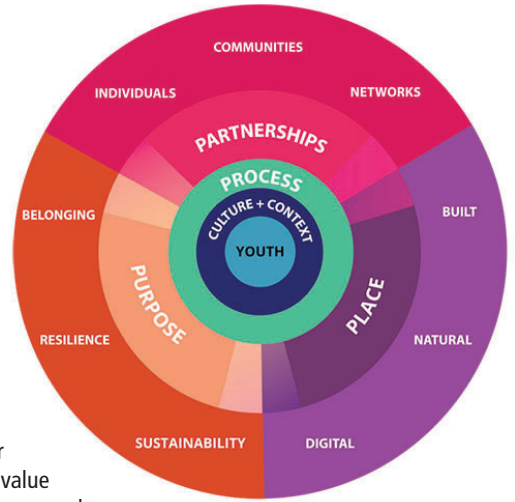 COMMUNITIES
INDIVIDUALS
NETWORKS
PARTNERSHIPS
PROCESS
CULTURE + CONTEXT
YOUTH
BELONGING
BUILT
PURPOSE
PLACE
RESILIENCE
NATURAL
SUSTAINABILITY
DIGITAL
value